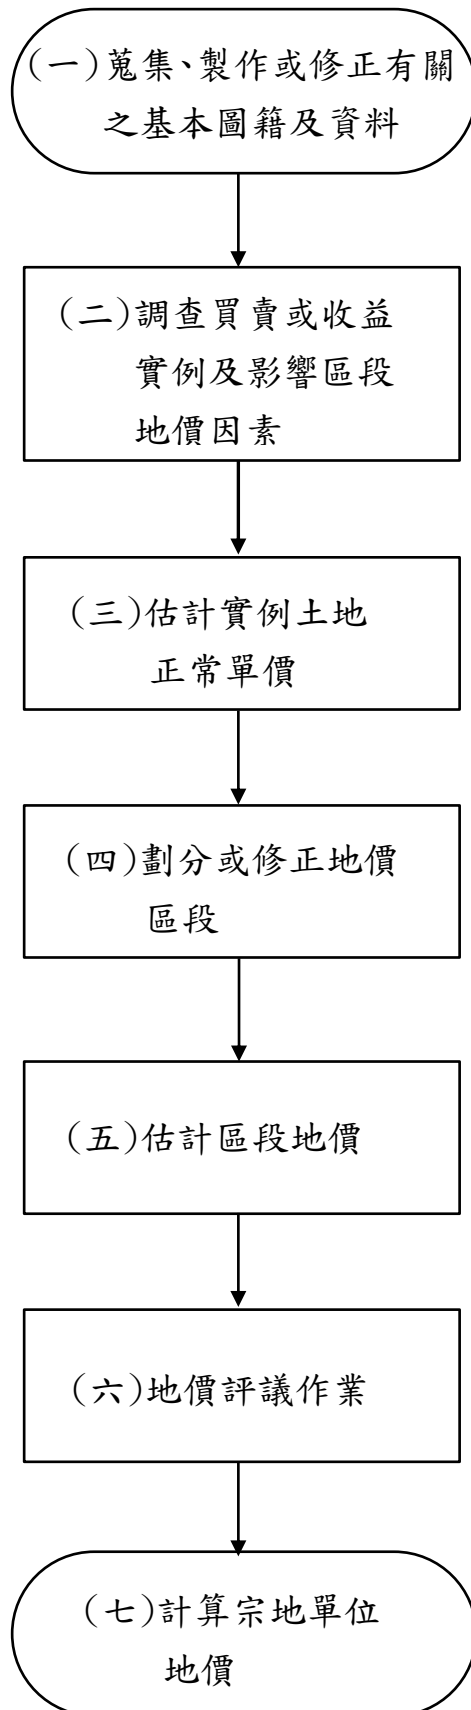 (一)蒐集、製作或修正有關
之基本圖籍及資料
(二)調查買賣或收益
實例及影響區段
地價因素
(三)估計實例土地
正常單價
(四)劃分或修正地價
區段
(五)估計區段地價
(六)地價評議作業
(七)計算宗地單位
地價